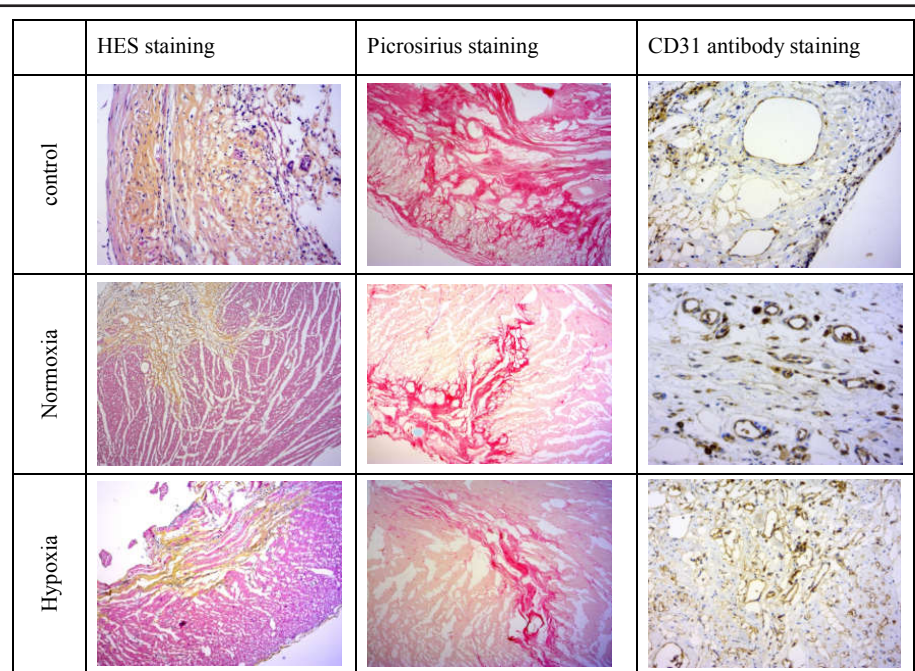 HES staining Picrosirius staining CD31 antibody staining
control
Normoxia
Hypoxia